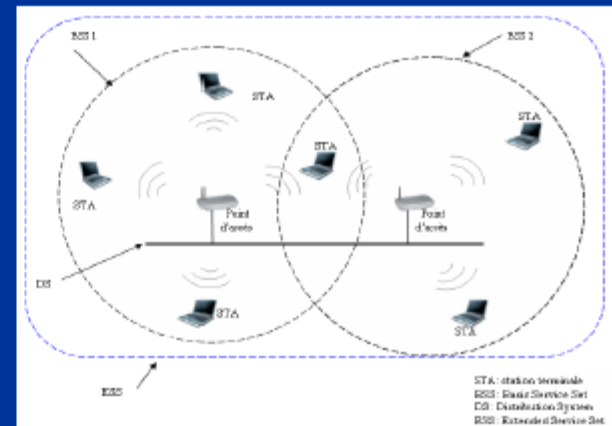 BSS 1
BSS 2
STA
STA
STA
STA
Point
d'accès
Point
d'accès
DS
STA
STA
ESS
STA: station terminale
BSS: Basic Service Set
DS: Distribution System
ESS: Extended Service Set